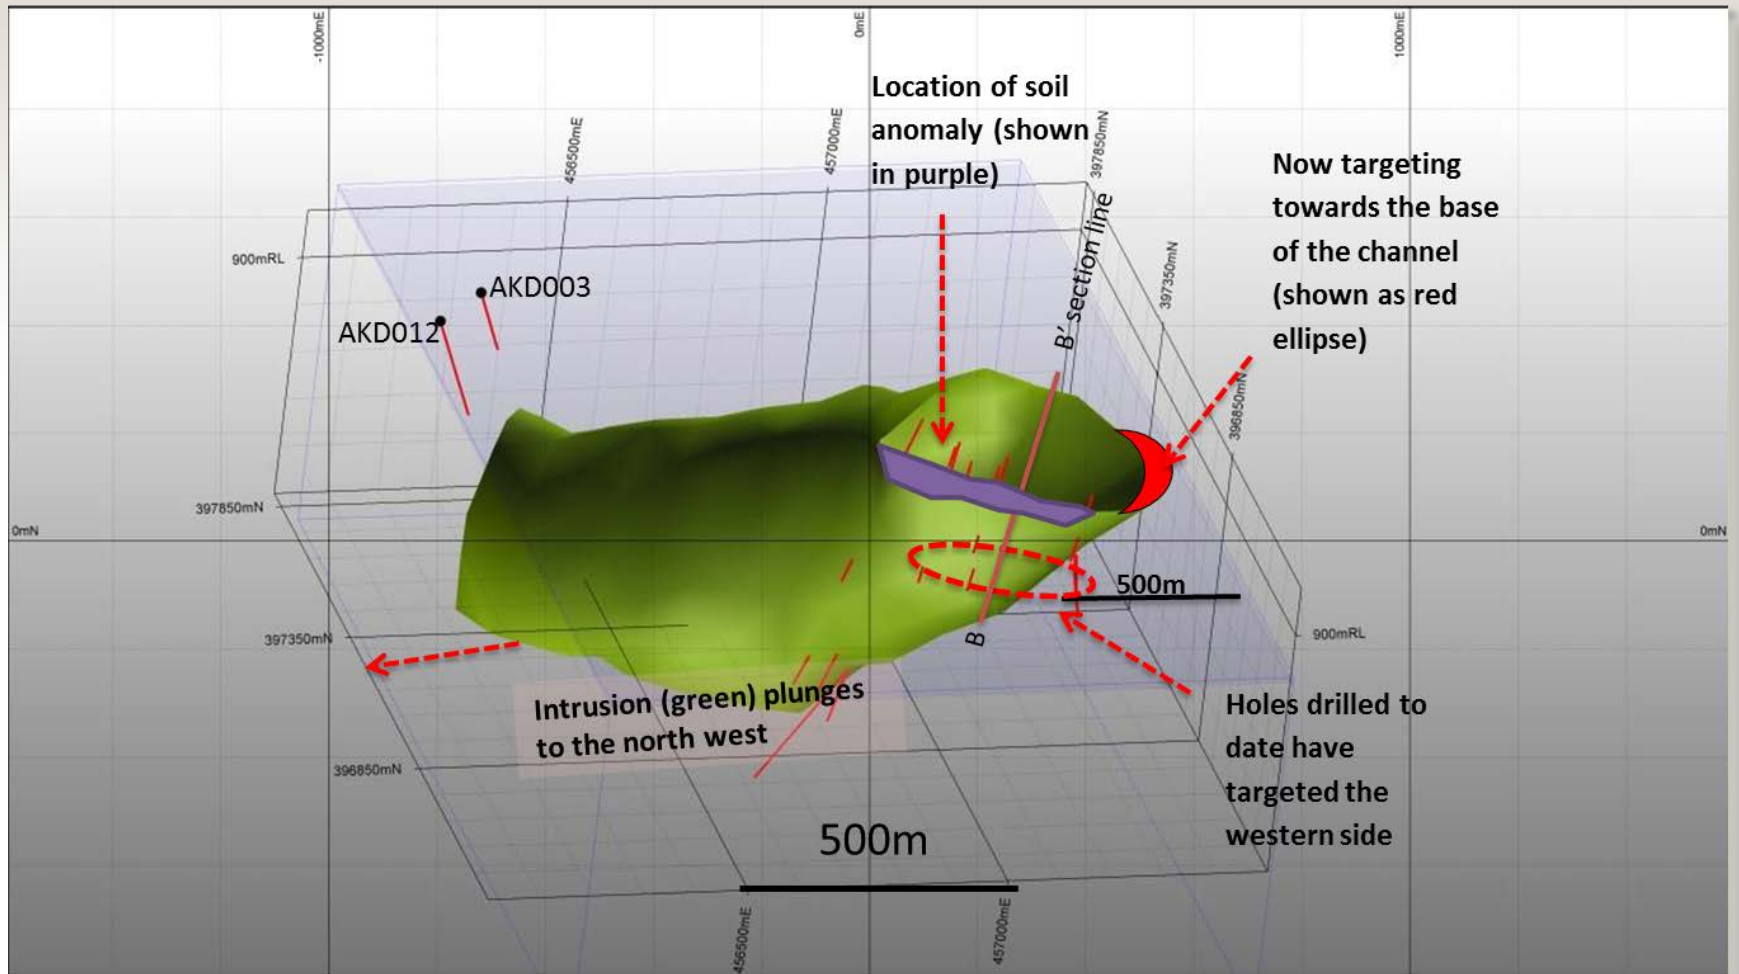 -1000mE
0mE
1000mE
Location of soil
anomaly (shown
in purple)
456500mE
457000mE
397850mN
Now targeting
towards the base
of the channel
(shown as red
ellipse)
B' section line
397350mN
900mRL
AKD003
AKD012
396850mN
397850mN
0mN
0mN
500m
397350mN
B
900mRL
Intrusion (green) plunges
to the north west
Holes drilled to
date have
targeted the
western side
396850mN
500m
456500mE
457000mE